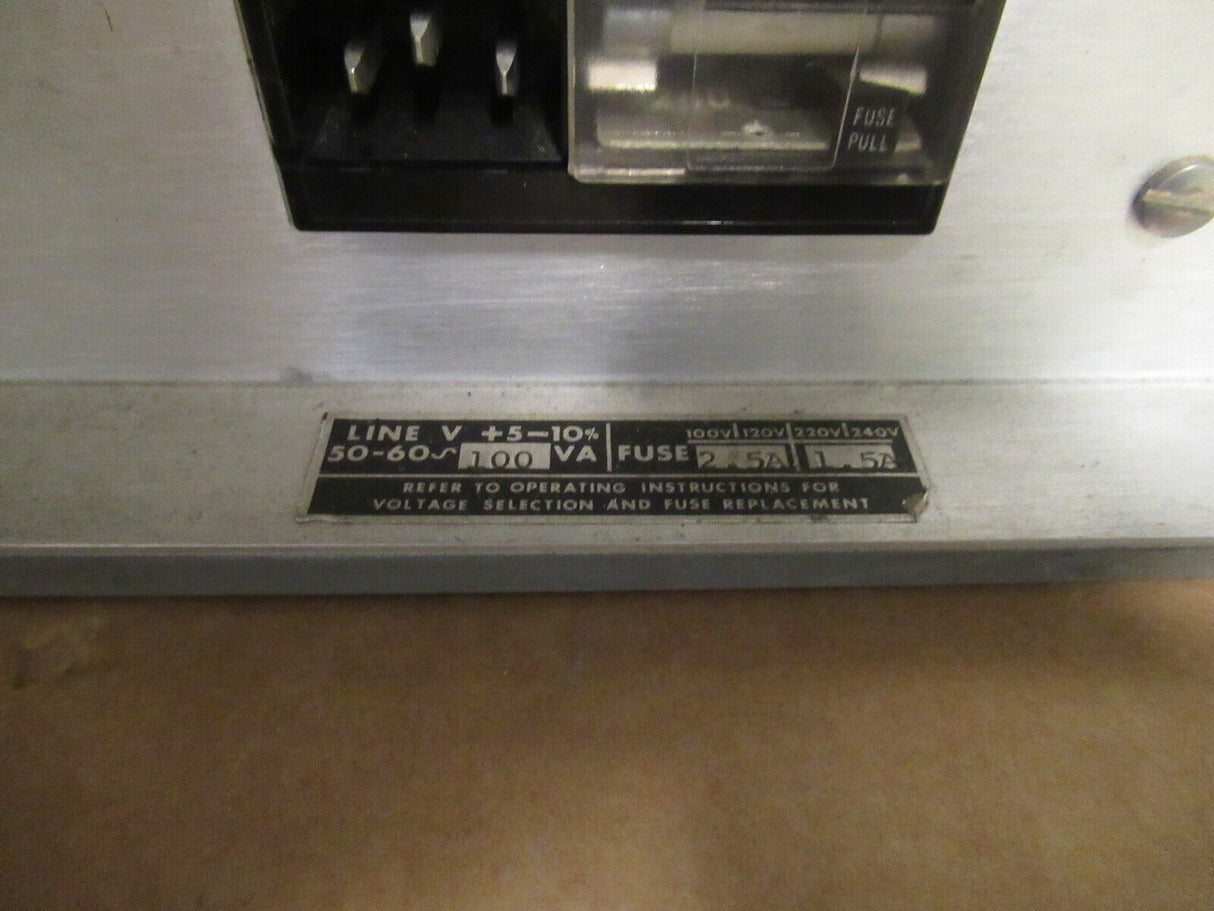 FUSE
PULL
LINE V +5-10% 100V 120V 220V 240V
50-60~ 100 VA FUSE 2.5A 1.5A
REFER TO OPERATING INSTRUCTIONS FOR
VOLTAGE SELECTION AND FUSE REPLACEMENT